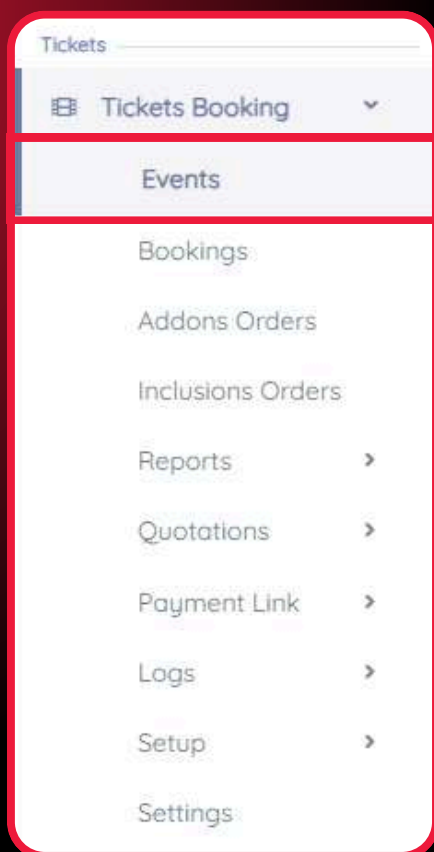 Tickets
Tickets Booking
Events
Bookings
Addons Orders
Inclusions Orders
Reports
Quotations
Payment Link
Logs
Setup
Settings